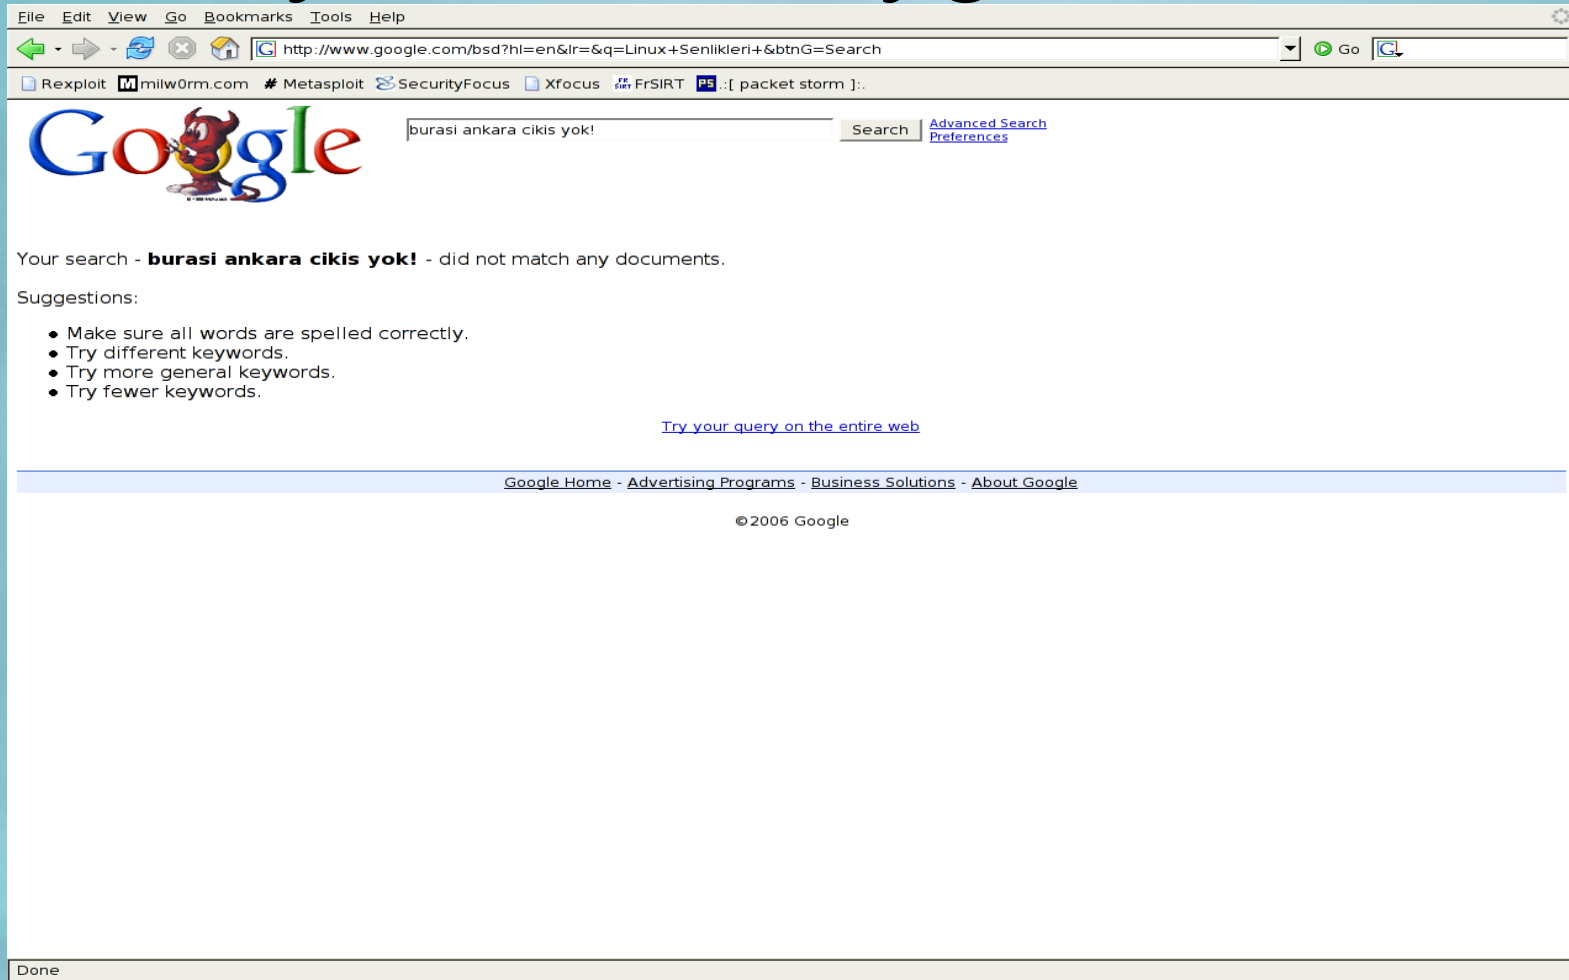 File Edit View Go Bookmarks Tools Help
http://www.google.com/bsd?hl=en&lr=&q=Linux+Senlikleri+&btnG=Search Go
Rexploit milw0rm.com # Metasploit SecurityFocus Xfocus FrSIRT .:[ packet storm ]:.
Google burasi ankara cikis yok! Search Advanced Search
Preferences
Your search - burasi ankara cikis yok! - did not match any documents.
Suggestions:
Make sure all words are spelled correctly.
Try different keywords.
Try more general keywords.
Try fewer keywords.
Try your query on the entire web
Google Home - Advertising Programs - Business Solutions - About Google
©2006 Google
Done